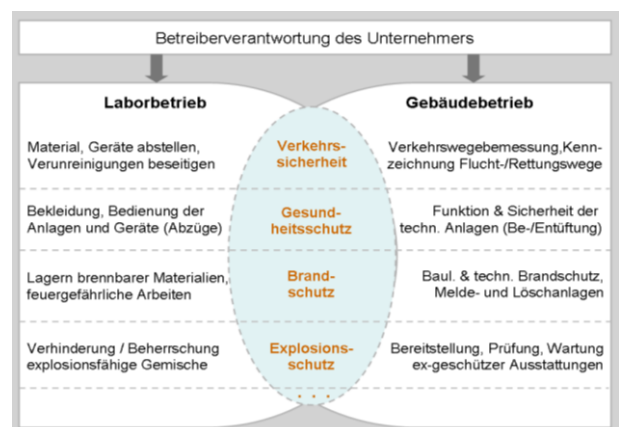 Betreiberverantwortung des Unternehmers
Laborbetrieb
Gebäudebetrieb
Material, Geräte abstellen,
Verunreinigungen beseitigen
Verkehrs-
sicherheit
Verkehrswegebemessung,Kenn-
zeichnung Flucht-/Rettungswege
Bekleidung, Bedienung der
Anlagen und Geräte (Abzüge)
Gesund-
heitsschutz
Funktion & Sicherheit der
techn. Anlagen (Be-/Entüftung)
Lagern brennbarer Materialien,
feuergefährliche Arbeiten
Brand-
schutz
Baul. & techn. Brandschutz,
Melde- und Löschanlagen
Verhinderung / Beherrschung
explosionsfähige Gemische
Explosions-
schutz
Bereitstellung, Prüfung, Wartung
ex-geschützer Ausstattungen
. . .